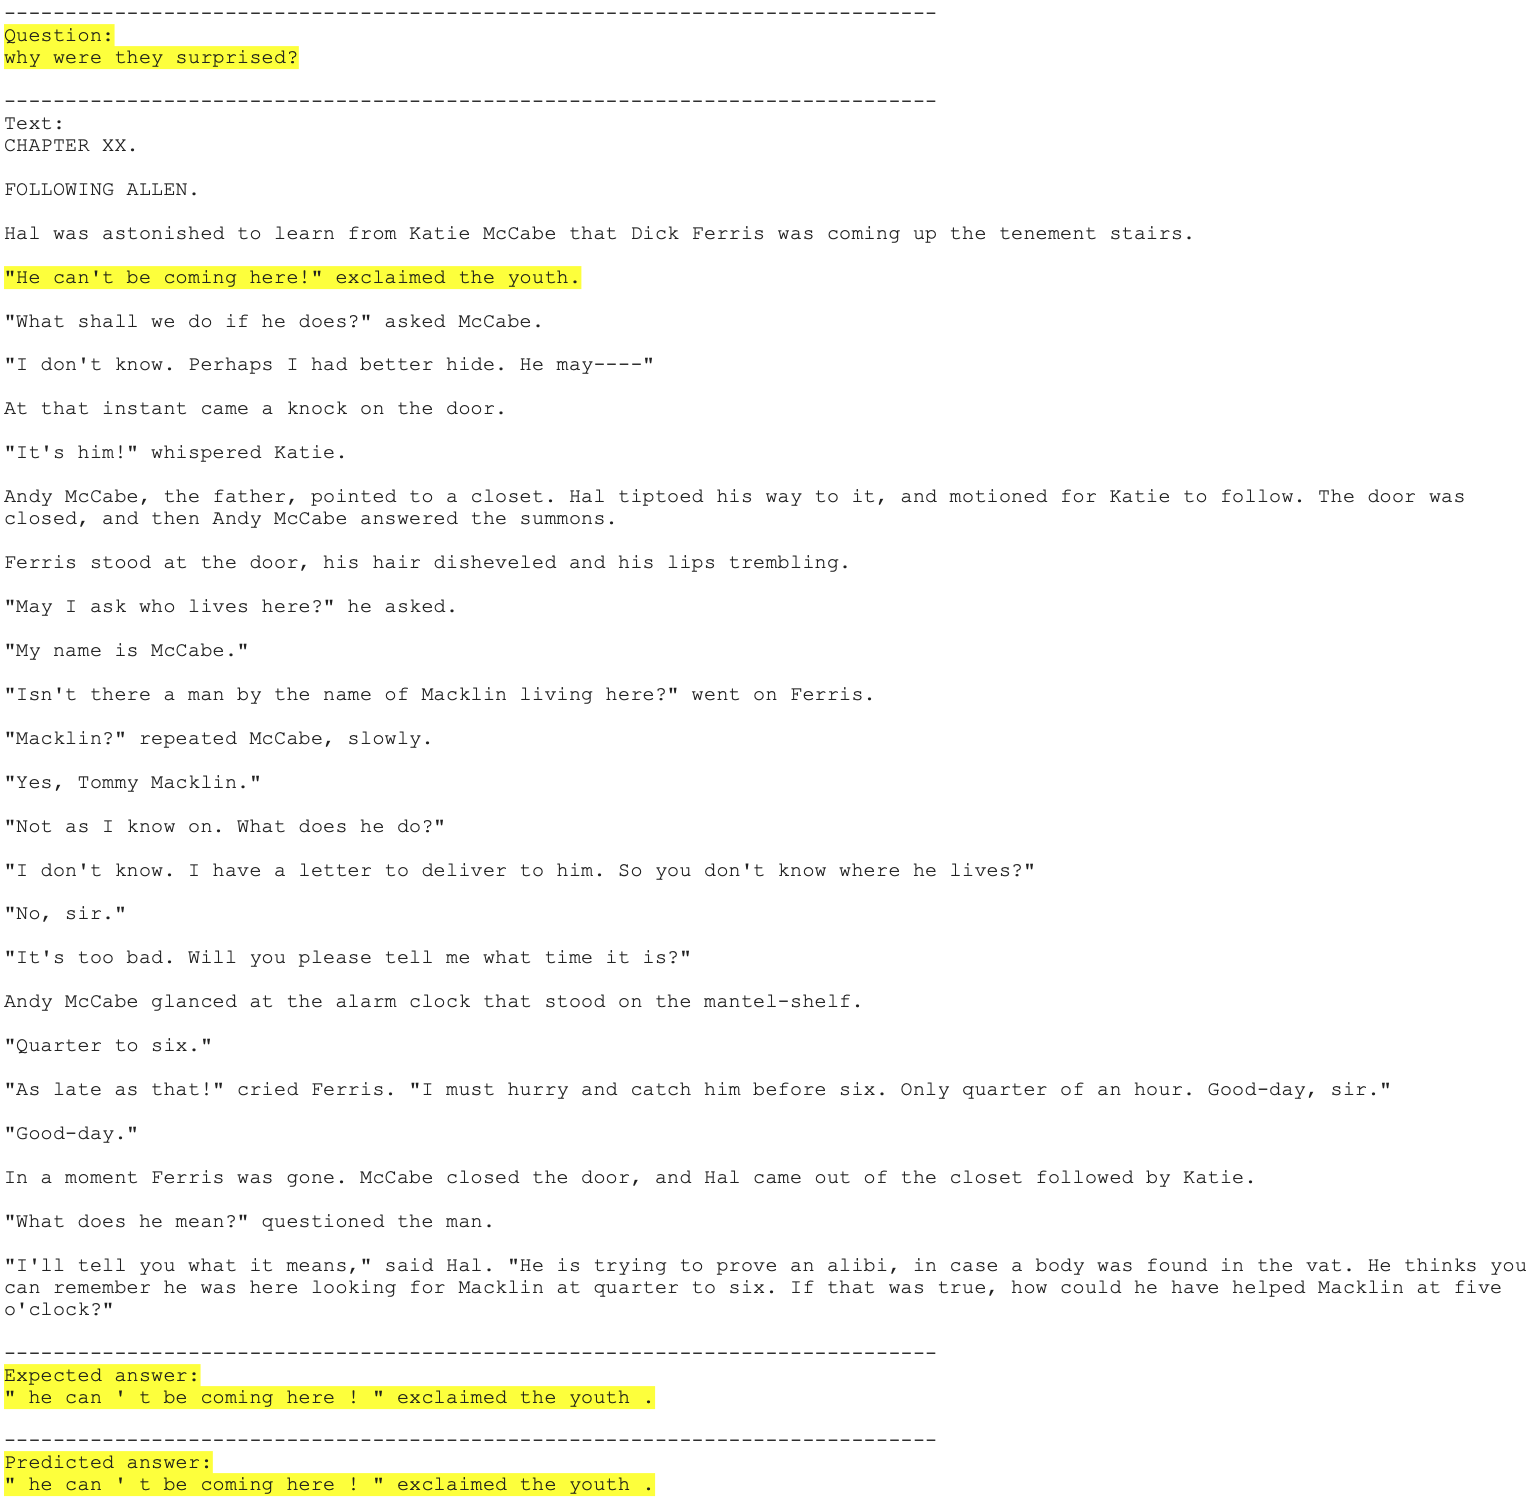 ----------------------------------------------------------------------------
Question:
why were they surprised?
----------------------------------------------------------------------------
Text:
CHAPTER XX.
FOLLOWING ALLEN.
Hal was astonished to learn from Katie McCabe that Dick Ferris was coming up the tenement stairs.
"He can't be coming here!" exclaimed the youth.
"What shall we do if he does?" asked McCabe.
"I don't know. Perhaps I had better hide. He may----"
At that instant came a knock on the door.
"It's him!" whispered Katie.
Andy McCabe, the father, pointed to a closet. Hal tiptoed his way to it, and motioned for Katie to follow. The door was
closed, and then Andy McCabe answered the summons.
Ferris stood at the door, his hair disheveled and his lips trembling.
"May I ask who lives here?" he asked.
"My name is McCabe."
"Isn't there a man by the name of Macklin living here?" went on Ferris.
"Macklin?" repeated McCabe, slowly.
"Yes, Tommy Macklin."
"Not as I know on. What does he do?"
"I don't know. I have a letter to deliver to him. So you don't know where he lives?"
"No, sir."
"It's too bad. Will you please tell me what time it is?"
Andy McCabe glanced at the alarm clock that stood on the mantel-shelf.
"Quarter to six."
"As late as that!" cried Ferris. "I must hurry and catch him before six. Only quarter of an hour. Good-day, sir."
"Good-day."
In a moment Ferris was gone. McCabe closed the door, and Hal came out of the closet followed by Katie.
"What does he mean?" questioned the man.
"I'll tell you what it means," said Hal. "He is trying to prove an alibi, in case a body was found in the vat. He thinks you
can remember he was here looking for Macklin at quarter to six. If that was true, how could he have helped Macklin at five
o'clock?"
----------------------------------------------------------------------------
Expected answer:
" he can ' t be coming here ! " exclaimed the youth .
----------------------------------------------------------------------------
Predicted answer:
" he can ' t be coming here ! " exclaimed the youth .